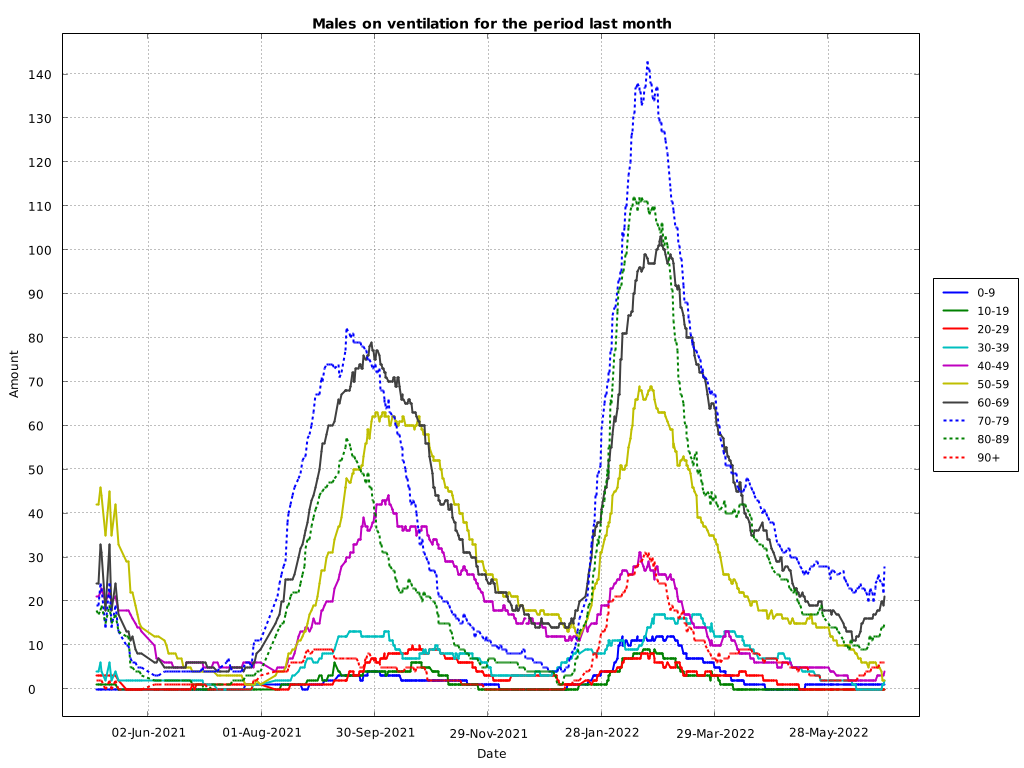 Males on ventilation for the period last month
140
130
120
110
100
90
80
70
60
50
40
30
20
10
0
Amount
02-Jun-2021
01-Aug-2021
30-Sep-2021
29-Nov-2021
28-Jan-2022
29-Mar-2022
28-May-2022
Date
0-9
10-19
20-29
30-39
40-49
50-59
60-69
70-79
80-89
90+